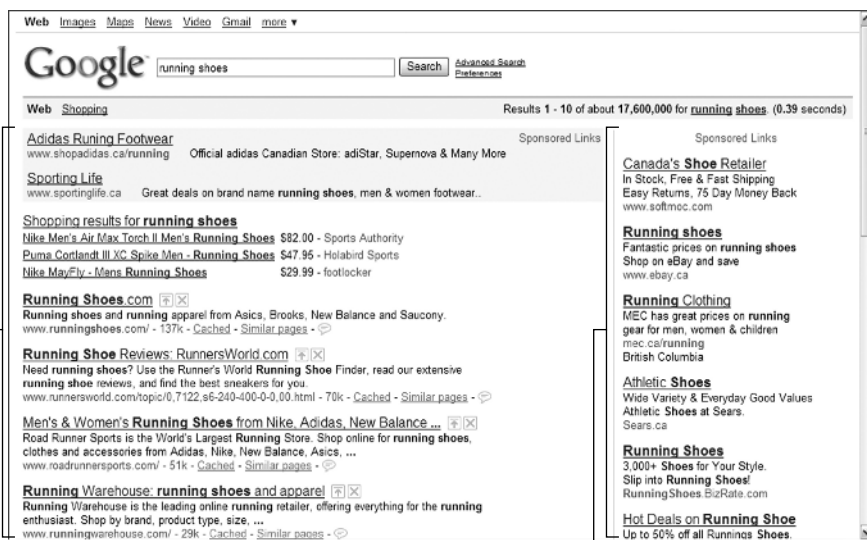 Web Images Maps News Video Gmail more ▼
Google™ running shoes Search Advanced Search
Preferences
Web Shopping Results 1 - 10 of about 17,600,000 for running shoes. (0.39 seconds)
Adidas Runing Footwear Sponsored Links
www.shopadidas.ca/running Official adidas Canadian Store: adiStar, Supernova & Many More
Sporting Life
www.sportinglife.ca Great deals on brand name running shoes, men & women footwear..
Shopping results for running shoes
Nike Men's Air Max Torch II Men's Running Shoes $82.00 - Sports Authority
Puma Cortlandt III XC Spike Men - Running Shoes $47.95 - Holabird Sports
Nike MayFly - Mens Running Shoes $29.99 - footlocker
Running Shoes.com
Running shoes and running apparel from Asics, Brooks, New Balance and Saucony.
www.runningshoes.com/ - 137k - Cached - Similar pages -
Running Shoe Reviews: RunnersWorld.com
Need running shoes? Use the Runner's World Running Shoe Finder, read our extensive
running shoe reviews, and find the best sneakers for you.
www.runnersworld.com/topic/0,7122,s6-240-400-0-0,00.html - 70k - Cached - Similar pages -
Men's & Women's Running Shoes from Nike, Adidas, New Balance ...
Road Runner Sports is the World's Largest Running Store. Shop online for running shoes,
clothes and accessories from Adidas, Nike, New Balance, Asics, ...
www.roadrunnersports.com/ - 51k - Cached - Similar pages -
Running Warehouse: running shoes and apparel
Running Warehouse is the leading online running retailer, offering everything for the running
enthusiast. Shop by brand, product type, size, ...
www.runningwarehouse.com/ - 29k - Cached - Similar pages -
Sponsored Links
Canada's Shoe Retailer
In Stock, Free & Fast Shipping
Easy Returns, 75 Day Money Back
www.softmoc.com
Running shoes
Fantastic prices on running shoes
Shop on eBay and save
www.ebay.ca
Running Clothing
MEC has great prices on running
gear for men, women & children
mec.ca/running
British Columbia
Athletic Shoes
Wide Variety & Everyday Good Values
Athletic Shoes at Sears.
Sears.ca
Running Shoes
3,000+ Shoes for Your Style.
Slip into Running Shoes!
RunningShoes.BizRate.com
Hot Deals on Running Shoe
Up to 50% off all Runnings Shoes.